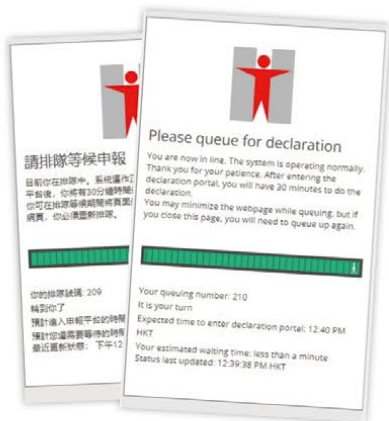 請排隊等候申報
目前你在排隊中。系統運作正
平台後，你將有30分鐘時間
你可在排隊等候期間將頁面
網頁，你必須重新排隊。
你的排隊號碼: 209
輪到你了
預計進入申報平台的時間
預計您還需要等待的時間
最近更新狀態: 下午12
Please queue for declaration
You are now in line. The system is operating normally.
Thank you for your patience. After entering the
declaration portal, you will have 30 minutes to do the
declaration.
You may minimize the webpage while queuing, but if
you close this page, you will need to queue up again.
Your queuing number: 210
It is your turn
Expected time to enter declaration portal: 12:40 PM
HKT
Your estimated waiting time: less than a minute
Status last updated: 12:39:38 PM HKT